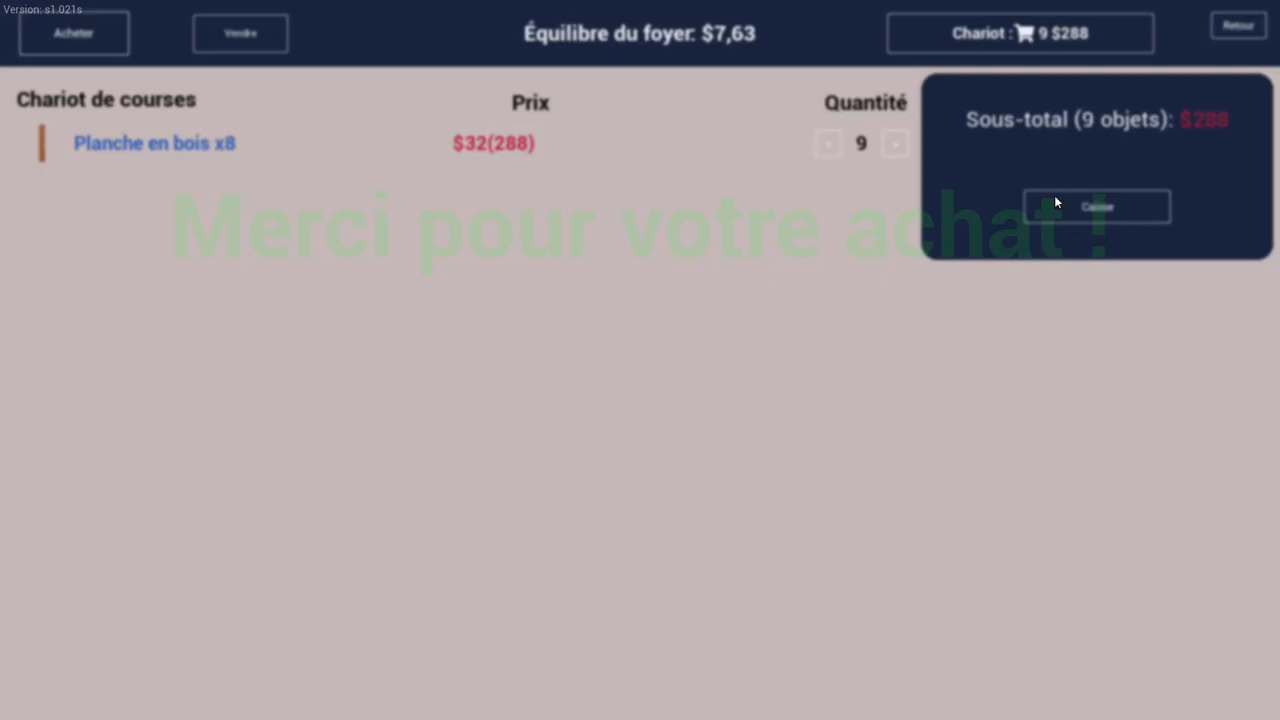 Version: s1.021s
Acheter
Vendre
Équilibre du foyer: $7,63
Chariot : 9 $288
Retour
Chariot de courses
Prix
Quantité
Planche en bois x8
$32(288)
9
Sous-total (9 objets): $288
Caisse
Merci pour votre achat !